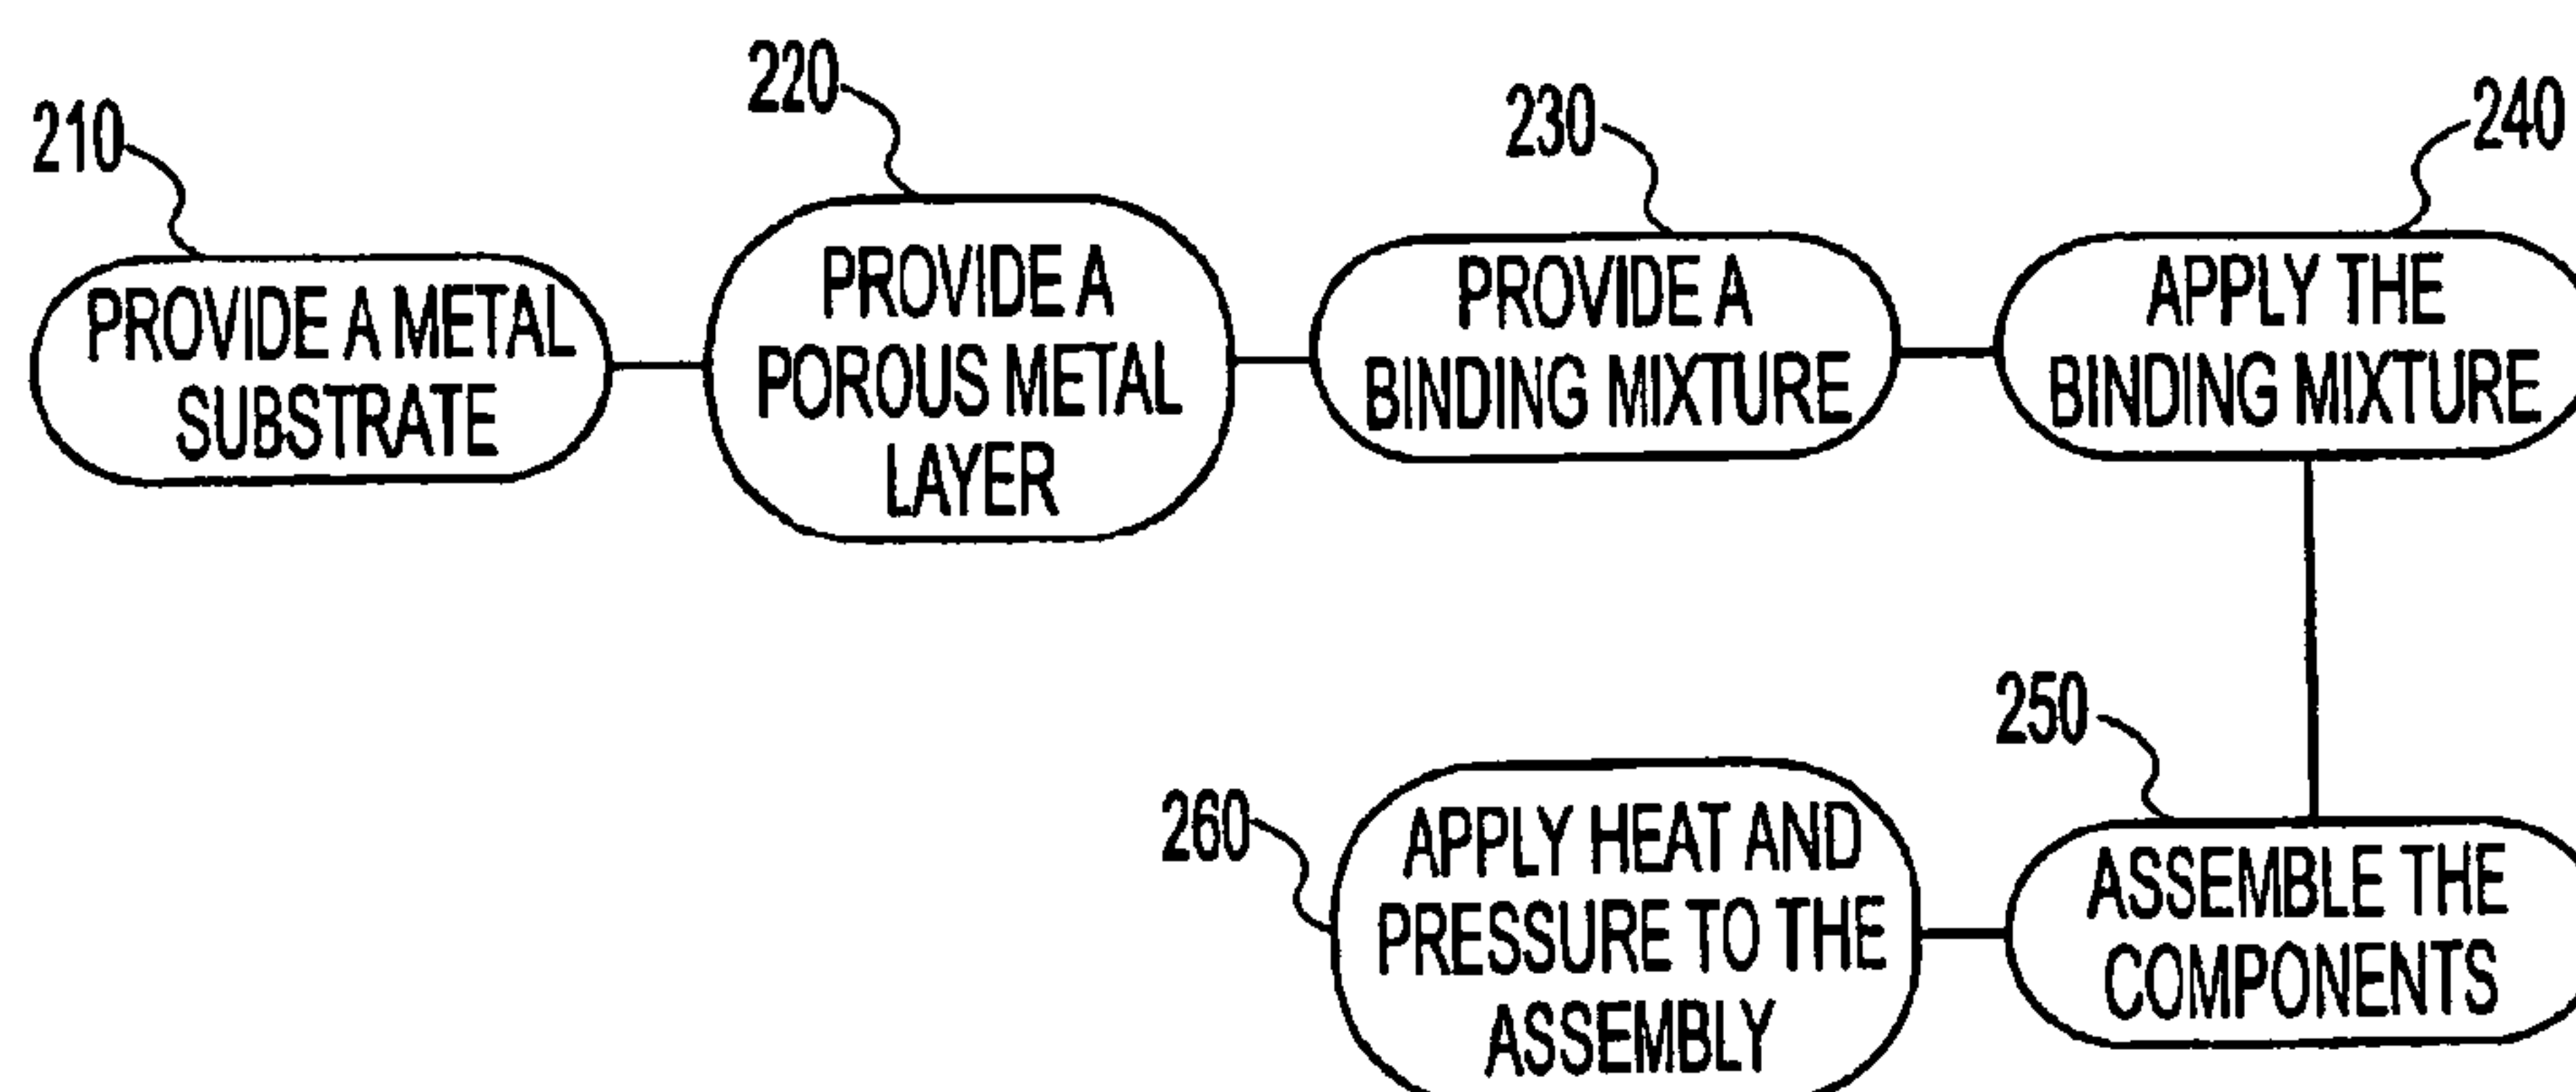 210
PROVIDE A METAL
SUBSTRATE
220
PROVIDE A
POROUS METAL
LAYER
230
PROVIDE A
BINDING MIXTURE
240
APPLY THE
BINDING MIXTURE
250
ASSEMBLE THE
COMPONENTS
260
APPLY HEAT AND
PRESSURE TO THE
ASSEMBLY